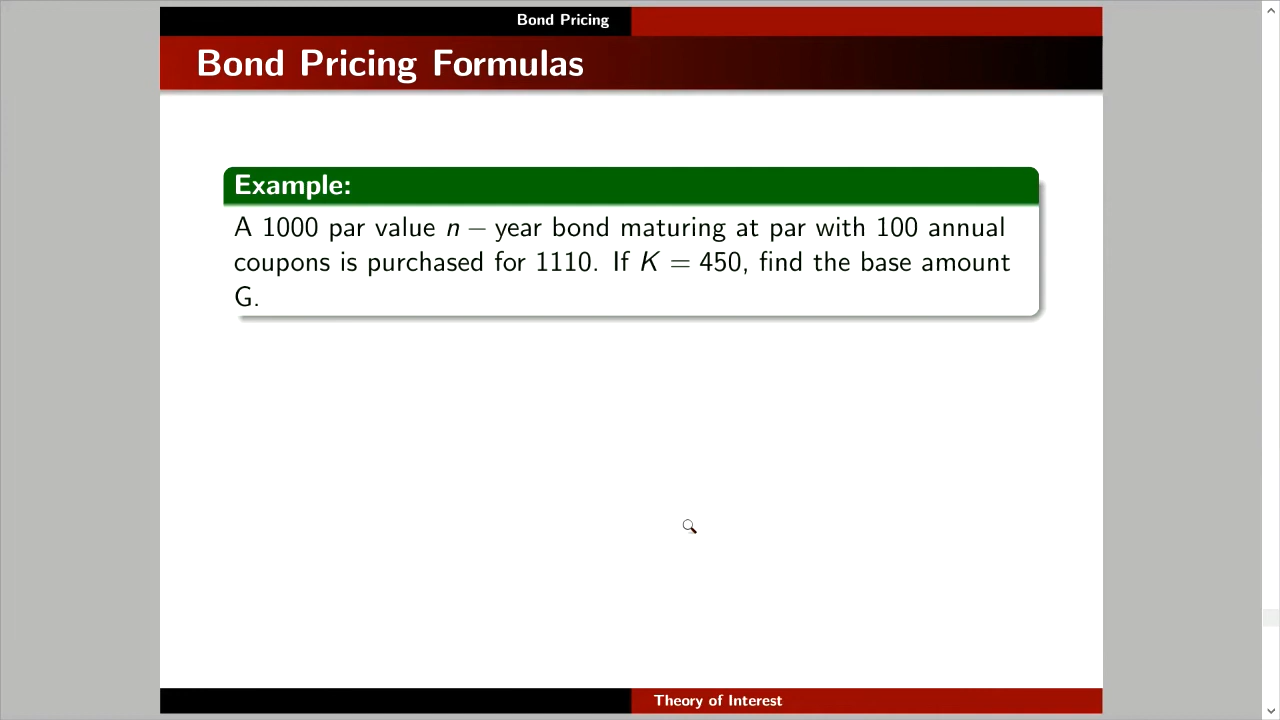 Bond Pricing
Bond Pricing Formulas
Example:
A 1000 par value n − year bond maturing at par with 100 annual
coupons is purchased for 1110. If K = 450, find the base amount
G.
Theory of Interest